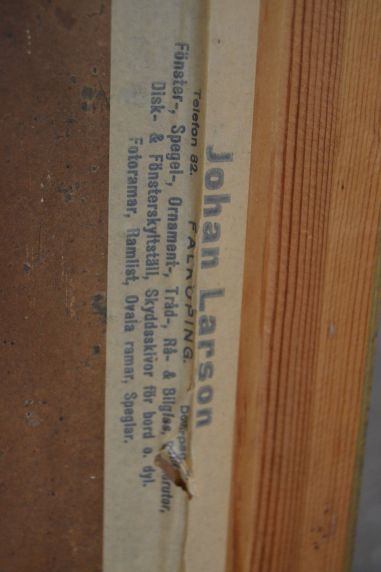 Johan Larson
Telefon 82. FALKÖPING.
Fönster-, Spegel-, Ornament-, Tråd-, Rå- & Bilglas,
Disk- & Fönsterskyltställ, Skyddsskivor för bord o. dyl.
Fotoramar, Ramlist, Ovala ramar, Speglar.